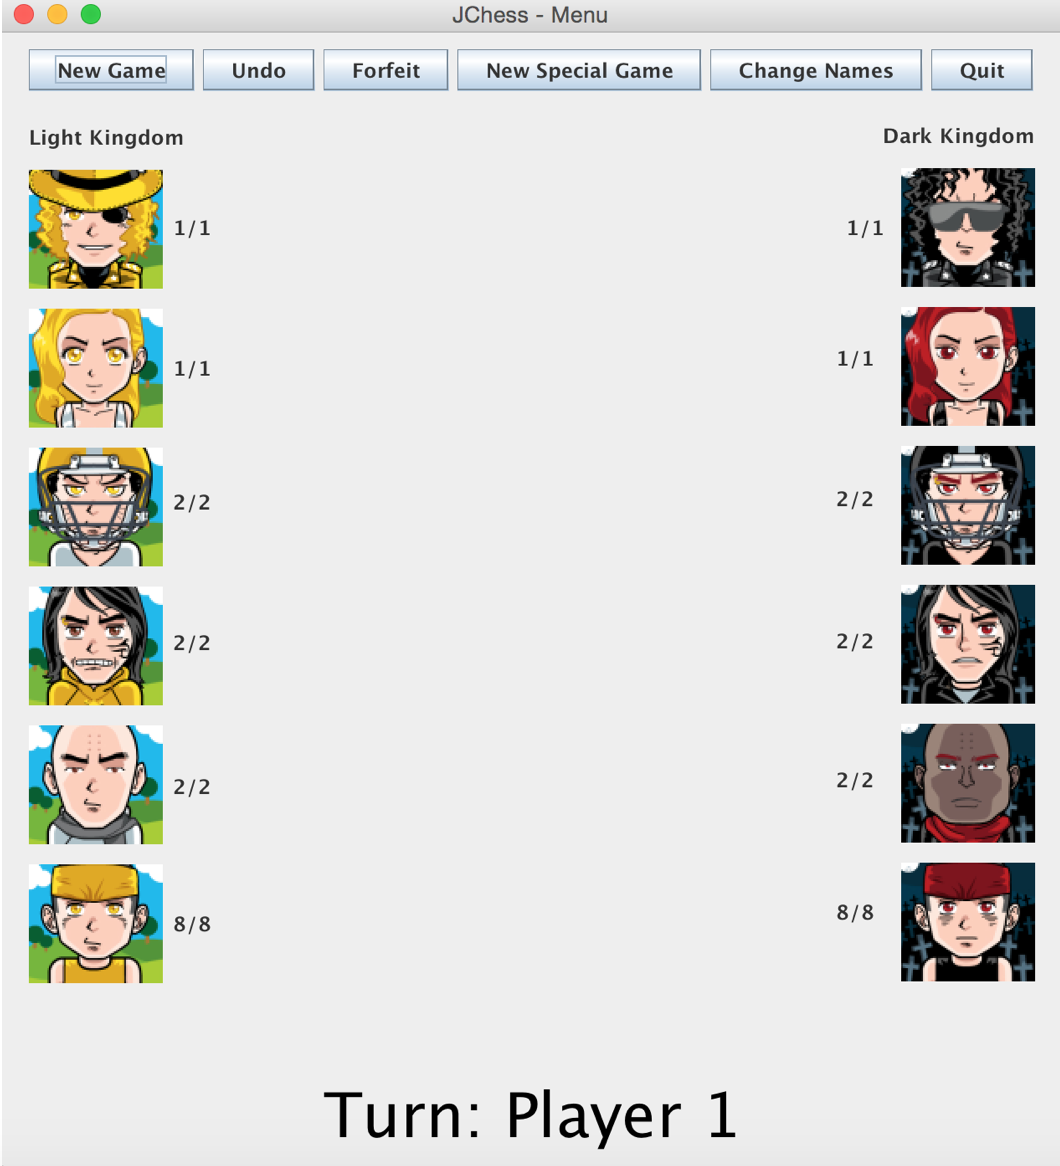 JChess - Menu
New Game Undo Forfeit New Special Game Change Names Quit
Light Kingdom Dark Kingdom
1/1 1/1
1/1 1/1
2/2 2/2
2/2 2/2
2/2 2/2
8/8 8/8
Turn: Player 1